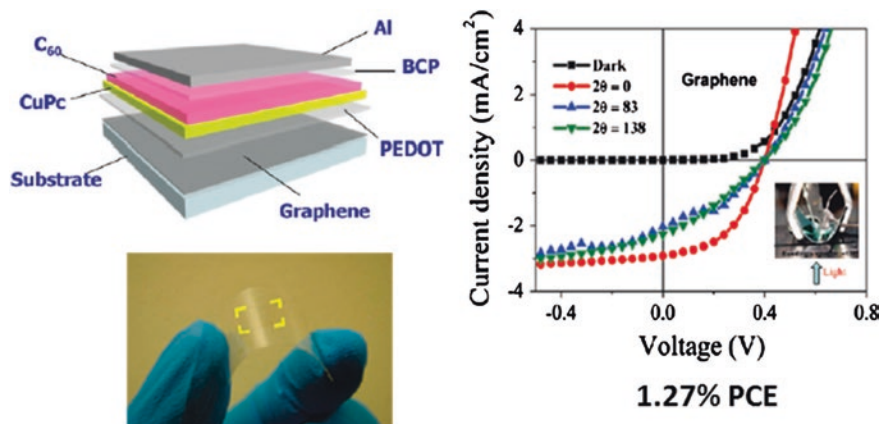 C60
Al
BCP
CuPc
PEDOT
Substrate
Graphene
Current density (mA/cm²)
4
2
0
-2
-4
Dark
2θ = 0
2θ = 83
2θ = 138
Graphene
Light
-0.4
0.0
0.4
0.8
Voltage (V)
1.27% PCE